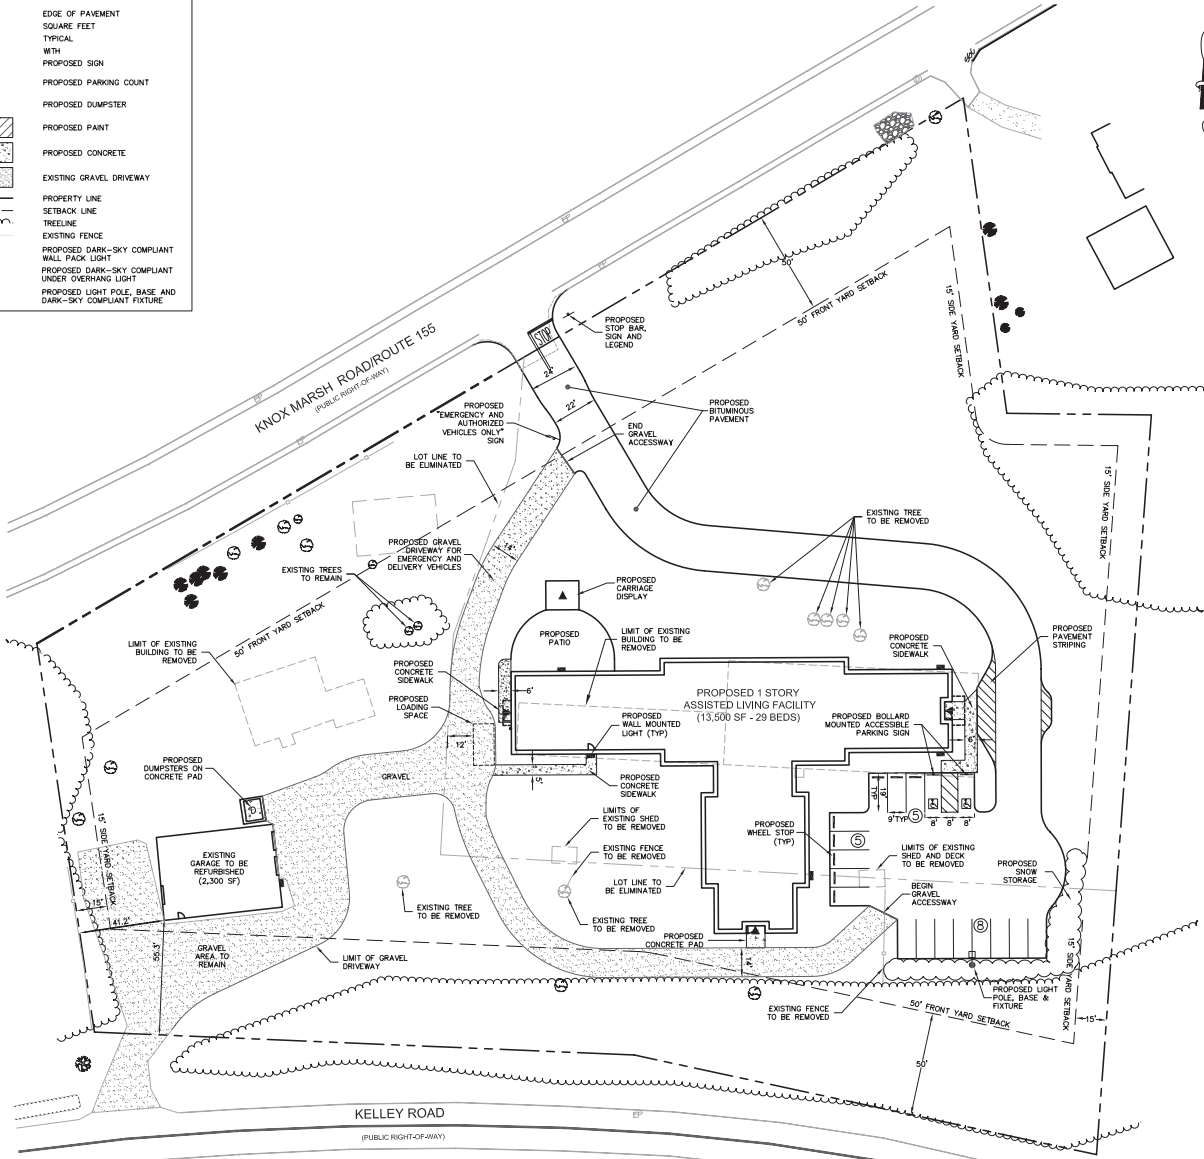 EDGE OF PAVEMENT
SQUARE FEET
TYPICAL
WITH
PROPOSED SIGN
PROPOSED PARKING COUNT
PROPOSED DUMPSTER
PROPOSED PAINT
PROPOSED CONCRETE
EXISTING GRAVEL DRIVEWAY
PROPERTY LINE
SETBACK LINE
TREELINE
EXISTING FENCE
PROPOSED DARK-SKY COMPLIANT
WALL PACK LIGHT
PROPOSED DARK-SKY COMPLIANT
UNDER OVERHANG LIGHT
PROPOSED LIGHT POLE, BASE AND
DARK-SKY COMPLIANT FIXTURE
EP
EP
50'
50' FRONT YARD SETBACK
15' SIDE YARD SETBACK
PROPOSED
STOP BAR,
SIGN AND
LEGEND
STOP
KNOX MARSH ROAD/ROUTE 155
(PUBLIC RIGHT-OF-WAY)
EP
EP
24'
22'
PROPOSED
"EMERGENCY AND
AUTHORIZED
VEHICLES ONLY"
SIGN
PROPOSED
BITUMINOUS
PAVEMENT
END
GRAVEL
ACCESSWAY
LOT LINE TO
BE ELIMINATED
15' SIDE YARD SETBACK
EXISTING TREE
TO BE REMOVED
PROPOSED GRAVEL
DRIVEWAY FOR
EMERGENCY AND
DELIVERY VEHICLES
14'
EXISTING TREES
TO REMAIN
PROPOSED
CARRIAGE
DISPLAY
50' FRONT YARD SETBACK
LIMIT OF EXISTING
BUILDING TO BE
REMOVED
PROPOSED
PATIO
LIMIT OF EXISTING
BUILDING TO BE
REMOVED
PROPOSED
CONCRETE
SIDEWALK
PROPOSED
PAVEMENT
STRIPING
PROPOSED
CONCRETE
SIDEWALK
6'
PROPOSED
LOADING
SPACE
PROPOSED 1 STORY
ASSISTED LIVING FACILITY
(13,500 SF - 29 BEDS)
PROPOSED
WALL MOUNTED
LIGHT (TYP)
PROPOSED BOLLARD
MOUNTED ACCESSIBLE
PARKING SIGN
6'
12'
PROPOSED
DUMPSTERS ON
CONCRETE PAD
GRAVEL
5'
PROPOSED
CONCRETE
SIDEWALK
19'
TYP
9'TYP
5
8'
8'
8'
LIMITS OF
EXISTING SHED
TO BE REMOVED
PROPOSED
WHEEL STOP
(TYP)
5
EXISTING FENCE
TO BE REMOVED
LIMITS OF EXISTING
SHED AND DECK
TO BE REMOVED
PROPOSED
SNOW
STORAGE
15' SIDE YARD SETBACK
EXISTING
GARAGE TO BE
REFURBISHED
(2,300 SF)
LOT LINE TO
BE ELIMINATED
BEGIN
GRAVEL
ACCESSWAY
15'
41.2'
EXISTING TREE
TO BE REMOVED
EXISTING TREE
TO BE REMOVED
8
PROPOSED
CONCRETE PAD
55.3'
GRAVEL
AREA TO
REMAIN
LIMIT OF GRAVEL
DRIVEWAY
14'
15' SIDE YARD SETBACK
PROPOSED LIGHT
POLE, BASE &
FIXTURE
EXISTING FENCE
TO BE REMOVED
50' FRONT YARD SETBACK
15'
50'
KELLEY ROAD
EP
(PUBLIC RIGHT-OF-WAY)